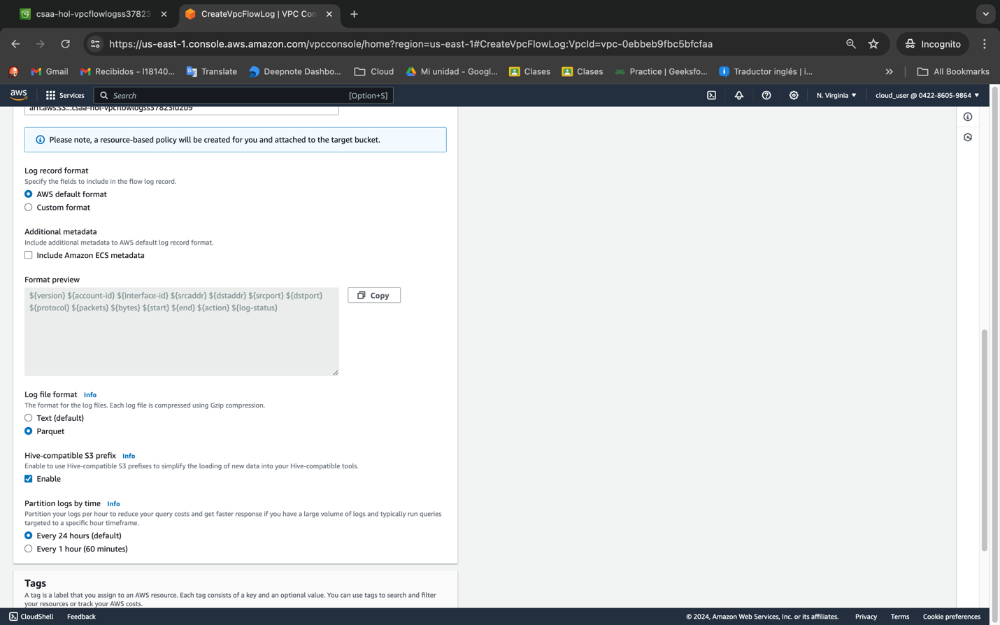 csaa-hol-vpcflowlogss37823
CreateVpcFlowLog | VPC Con
https://us-east-1.console.aws.amazon.com/vpcconsole/home?region=us-east-1#CreateVpcFlowLog:VpcId=vpc-0ebbeb9fbc5bfcfaa
Incognito
Gmail
Recibidos - l18140...
Translate
Deepnote Dashbo...
Cloud
Mi unidad - Googl...
Clases
Clases
Practice | Geeksfo...
Traductor inglés | i...
All Bookmarks
aws
Services
Search
[Option+S]
N. Virginia
cloud_user @ 0422-8605-9864
arn:aws:s3:::csaa-hol-vpcflowlogss37823iu2u9
Please note, a resource-based policy will be created for you and attached to the target bucket.
Log record format
Specify the fields to include in the flow log record.
AWS default format
Custom format
Additional metadata
Include additional metadata to AWS default log record format.
Include Amazon ECS metadata
Format preview
${version} ${account-id} ${interface-id} ${srcaddr} ${dstaddr} ${srcport} ${dstport}
${protocol} ${packets} ${bytes} ${start} ${end} ${action} ${log-status}
Copy
Log file format Info
The format for the log files. Each log file is compressed using Gzip compression.
Text (default)
Parquet
Hive-compatible S3 prefix Info
Enable to use Hive-compatible S3 prefixes to simplify the loading of new data into your Hive-compatible tools.
Enable
Partition logs by time Info
Partition your logs per hour to reduce your query costs and get faster response if you have a large volume of logs and typically run queries
targeted to a specific hour timeframe.
Every 24 hours (default)
Every 1 hour (60 minutes)
Tags
A tag is a label that you assign to an AWS resource. Each tag consists of a key and an optional value. You can use tags to search and filter
your resources or track your AWS costs.
CloudShell
Feedback
© 2024, Amazon Web Services, Inc. or its affiliates.
Privacy
Terms
Cookie preferences